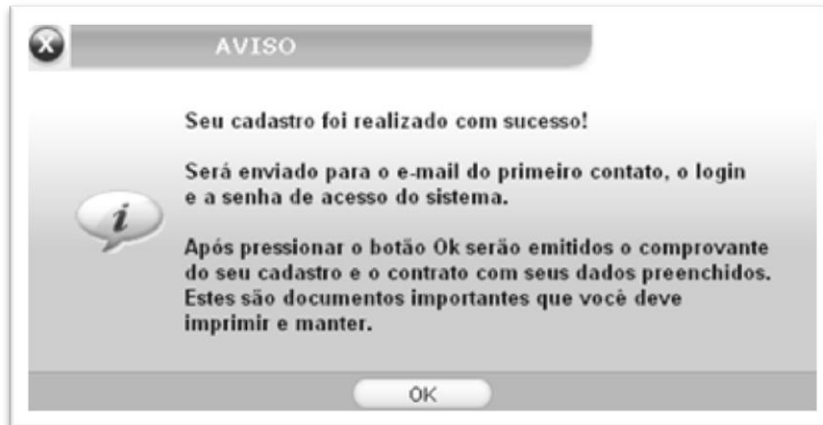 AVISO
Seu cadastro foi realizado com sucesso!
Será enviado para o e-mail do primeiro contato, o login
e a senha de acesso do sistema.
Após pressionar o botão Ok serão emitidos o comprovante
do seu cadastro e o contrato com seus dados preenchidos.
Estes são documentos importantes que você deve
imprimir e manter.
OK